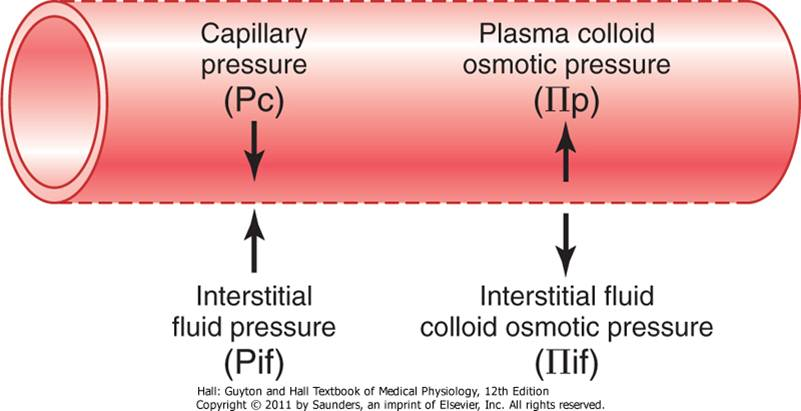 Capillary
pressure
(Pc)
Plasma colloid
osmotic pressure
(Πp)
Interstitial
fluid pressure
(Pif)
Interstitial fluid
colloid osmotic pressure
(Πif)
Hall: Guyton and Hall Textbook of Medical Physiology, 12th Edition
Copyright © 2011 by Saunders, an imprint of Elsevier, Inc. All rights reserved.